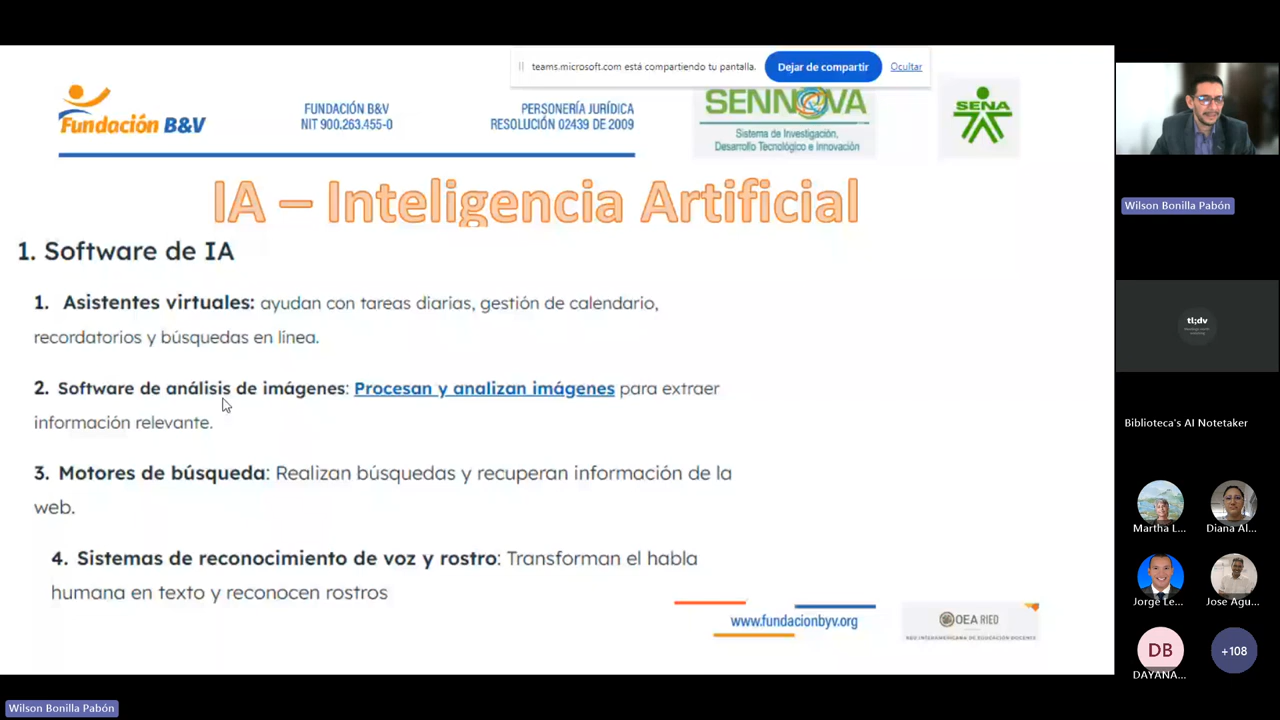 teams.microsoft.com está compartiendo tu pantalla.
Dejar de compartir
Ocultar
Fundación B&V
FUNDACIÓN B&V
NIT 900.263.455-0
PERSONERÍA JURÍDICA
RESOLUCIÓN 02439 DE 2009
SENNOVA
Sistema de Investigación,
Desarrollo Tecnológico e Innovación
SENA
IA – Inteligencia Artificial
1. Software de IA
1. Asistentes virtuales: ayudan con tareas diarias, gestión de calendario,
recordatorios y búsquedas en línea.
2. Software de análisis de imágenes: Procesan y analizan imágenes para extraer
información relevante.
3. Motores de búsqueda: Realizan búsquedas y recuperan información de la
web.
4. Sistemas de reconocimiento de voz y rostro: Transforman el habla
humana en texto y reconocen rostros
www.fundacionbyv.org
OEA RIED
RED INTERAMERICANA DE EDUCACIÓN DOCENTE
Wilson Bonilla Pabón
tl;dv
Biblioteca's AI Notetaker
Martha L...
Diana Al...
Jorge Le...
Jose Agu...
DB
DAYANA...
+108
Wilson Bonilla Pabón